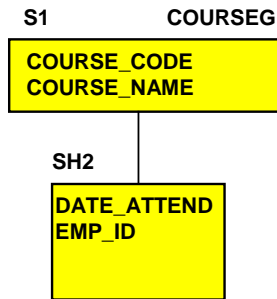 S1 COURSEG
COURSE_CODE
COURSE_NAME
SH2
DATE_ATTEND
EMP_ID